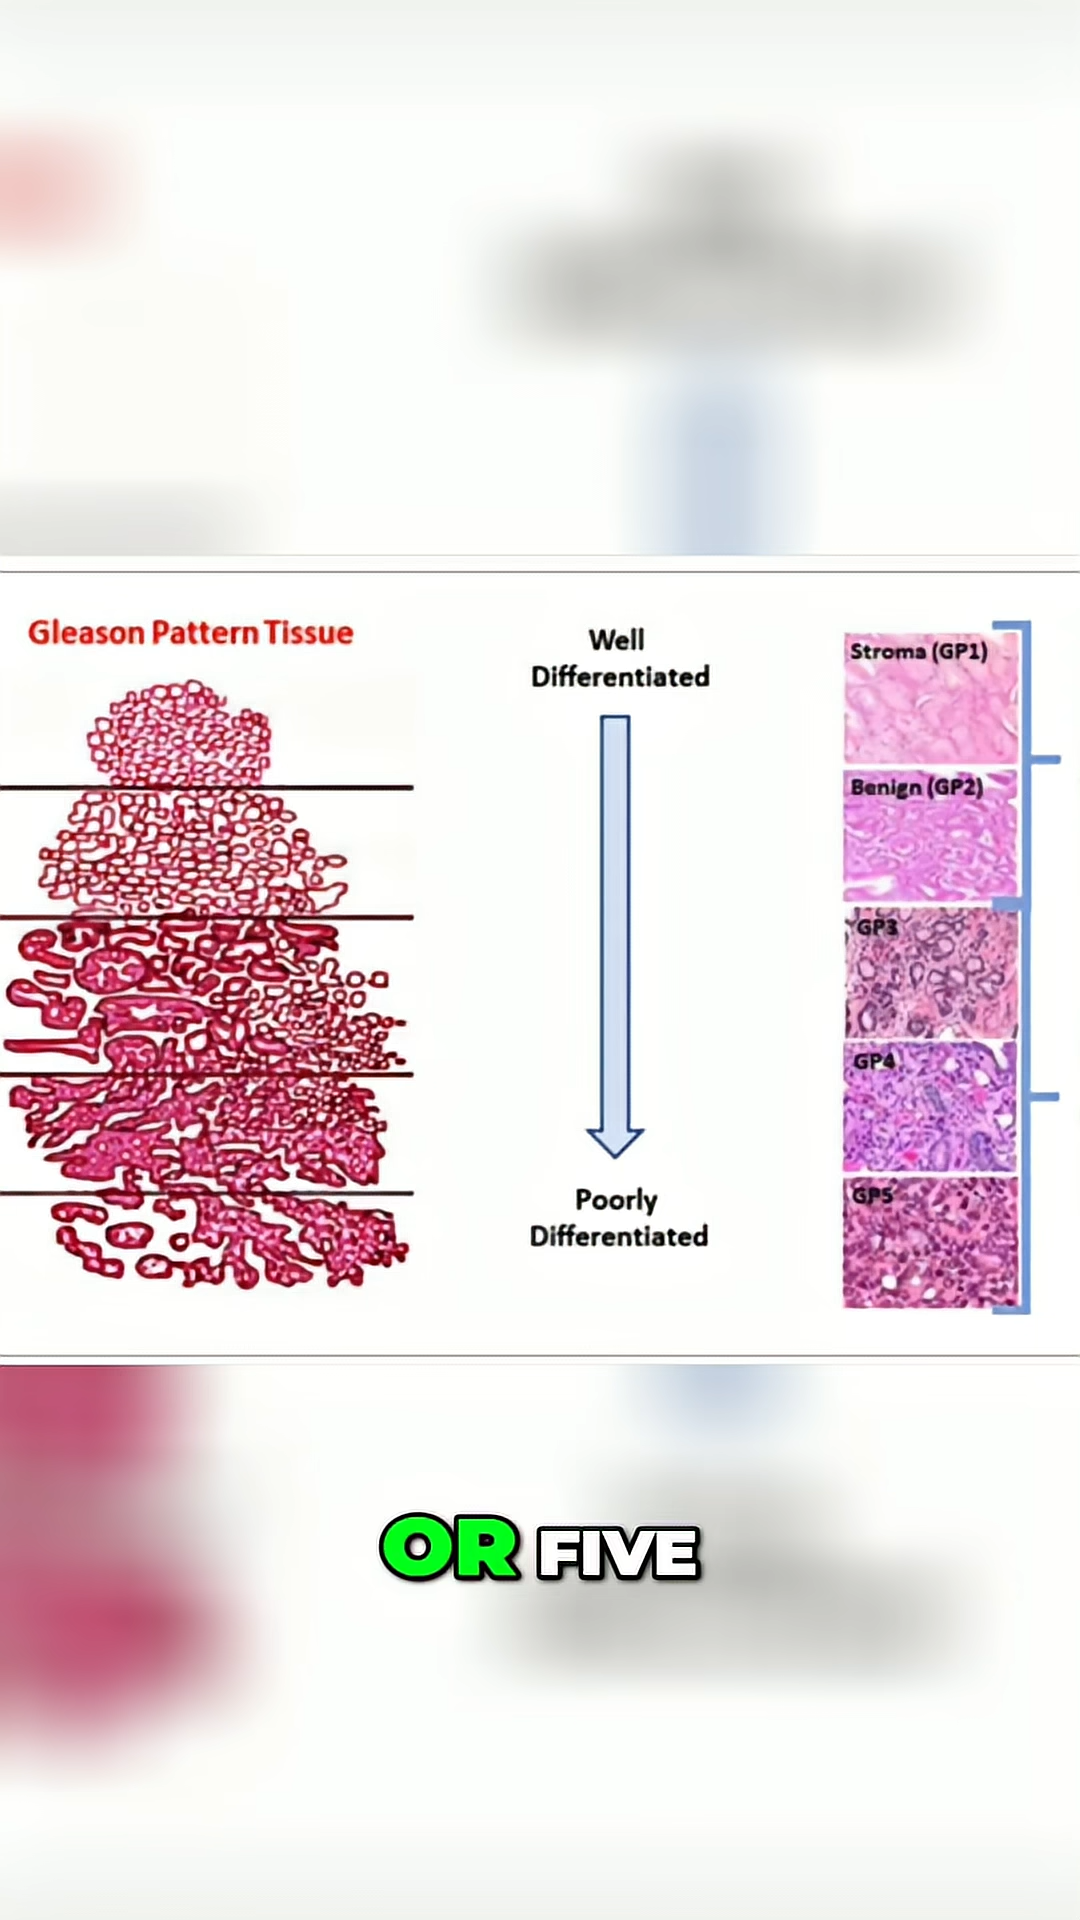 Gleason Pattern Tissue
Well
Differentiated
Poorly
Differentiated
Stroma (GP1)
Benign (GP2)
GP3
GP4
GP5
OR FIVE